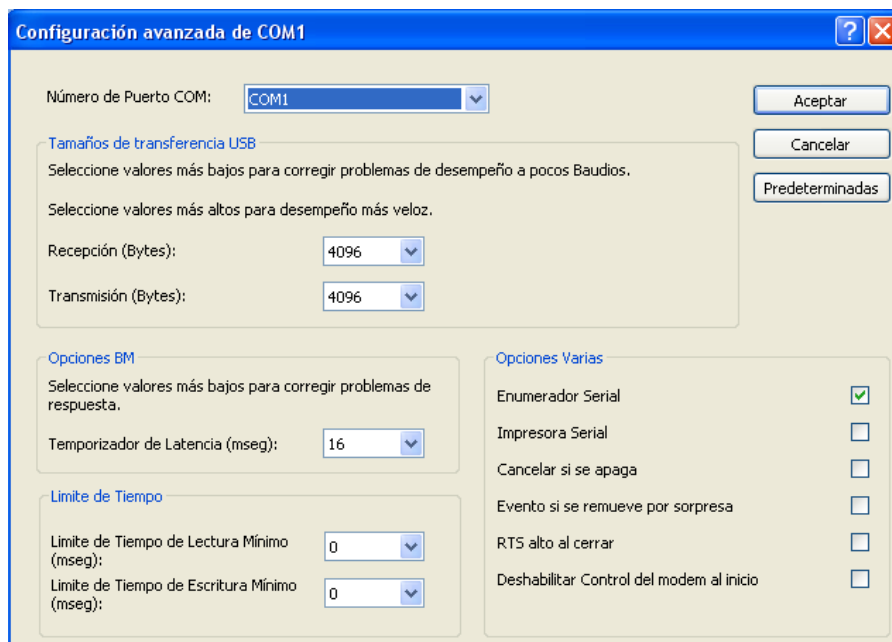 Configuración avanzada de COM1
Número de Puerto COM:
COM1
Aceptar
Cancelar
Predeterminadas
Tamaños de transferencia USB
Seleccione valores más bajos para corregir problemas de desempeño a pocos Baudios.
Seleccione valores más altos para desempeño más veloz.
Recepción (Bytes):
4096
Transmisión (Bytes):
4096
Opciones BM
Seleccione valores más bajos para corregir problemas de
respuesta.
Temporizador de Latencia (mseg):
16
Limite de Tiempo
Limite de Tiempo de Lectura Mínimo
(mseg):
0
Limite de Tiempo de Escritura Mínimo
(mseg):
0
Opciones Varias
Enumerador Serial
Impresora Serial
Cancelar si se apaga
Evento si se remueve por sorpresa
RTS alto al cerrar
Deshabilitar Control del modem al inicio